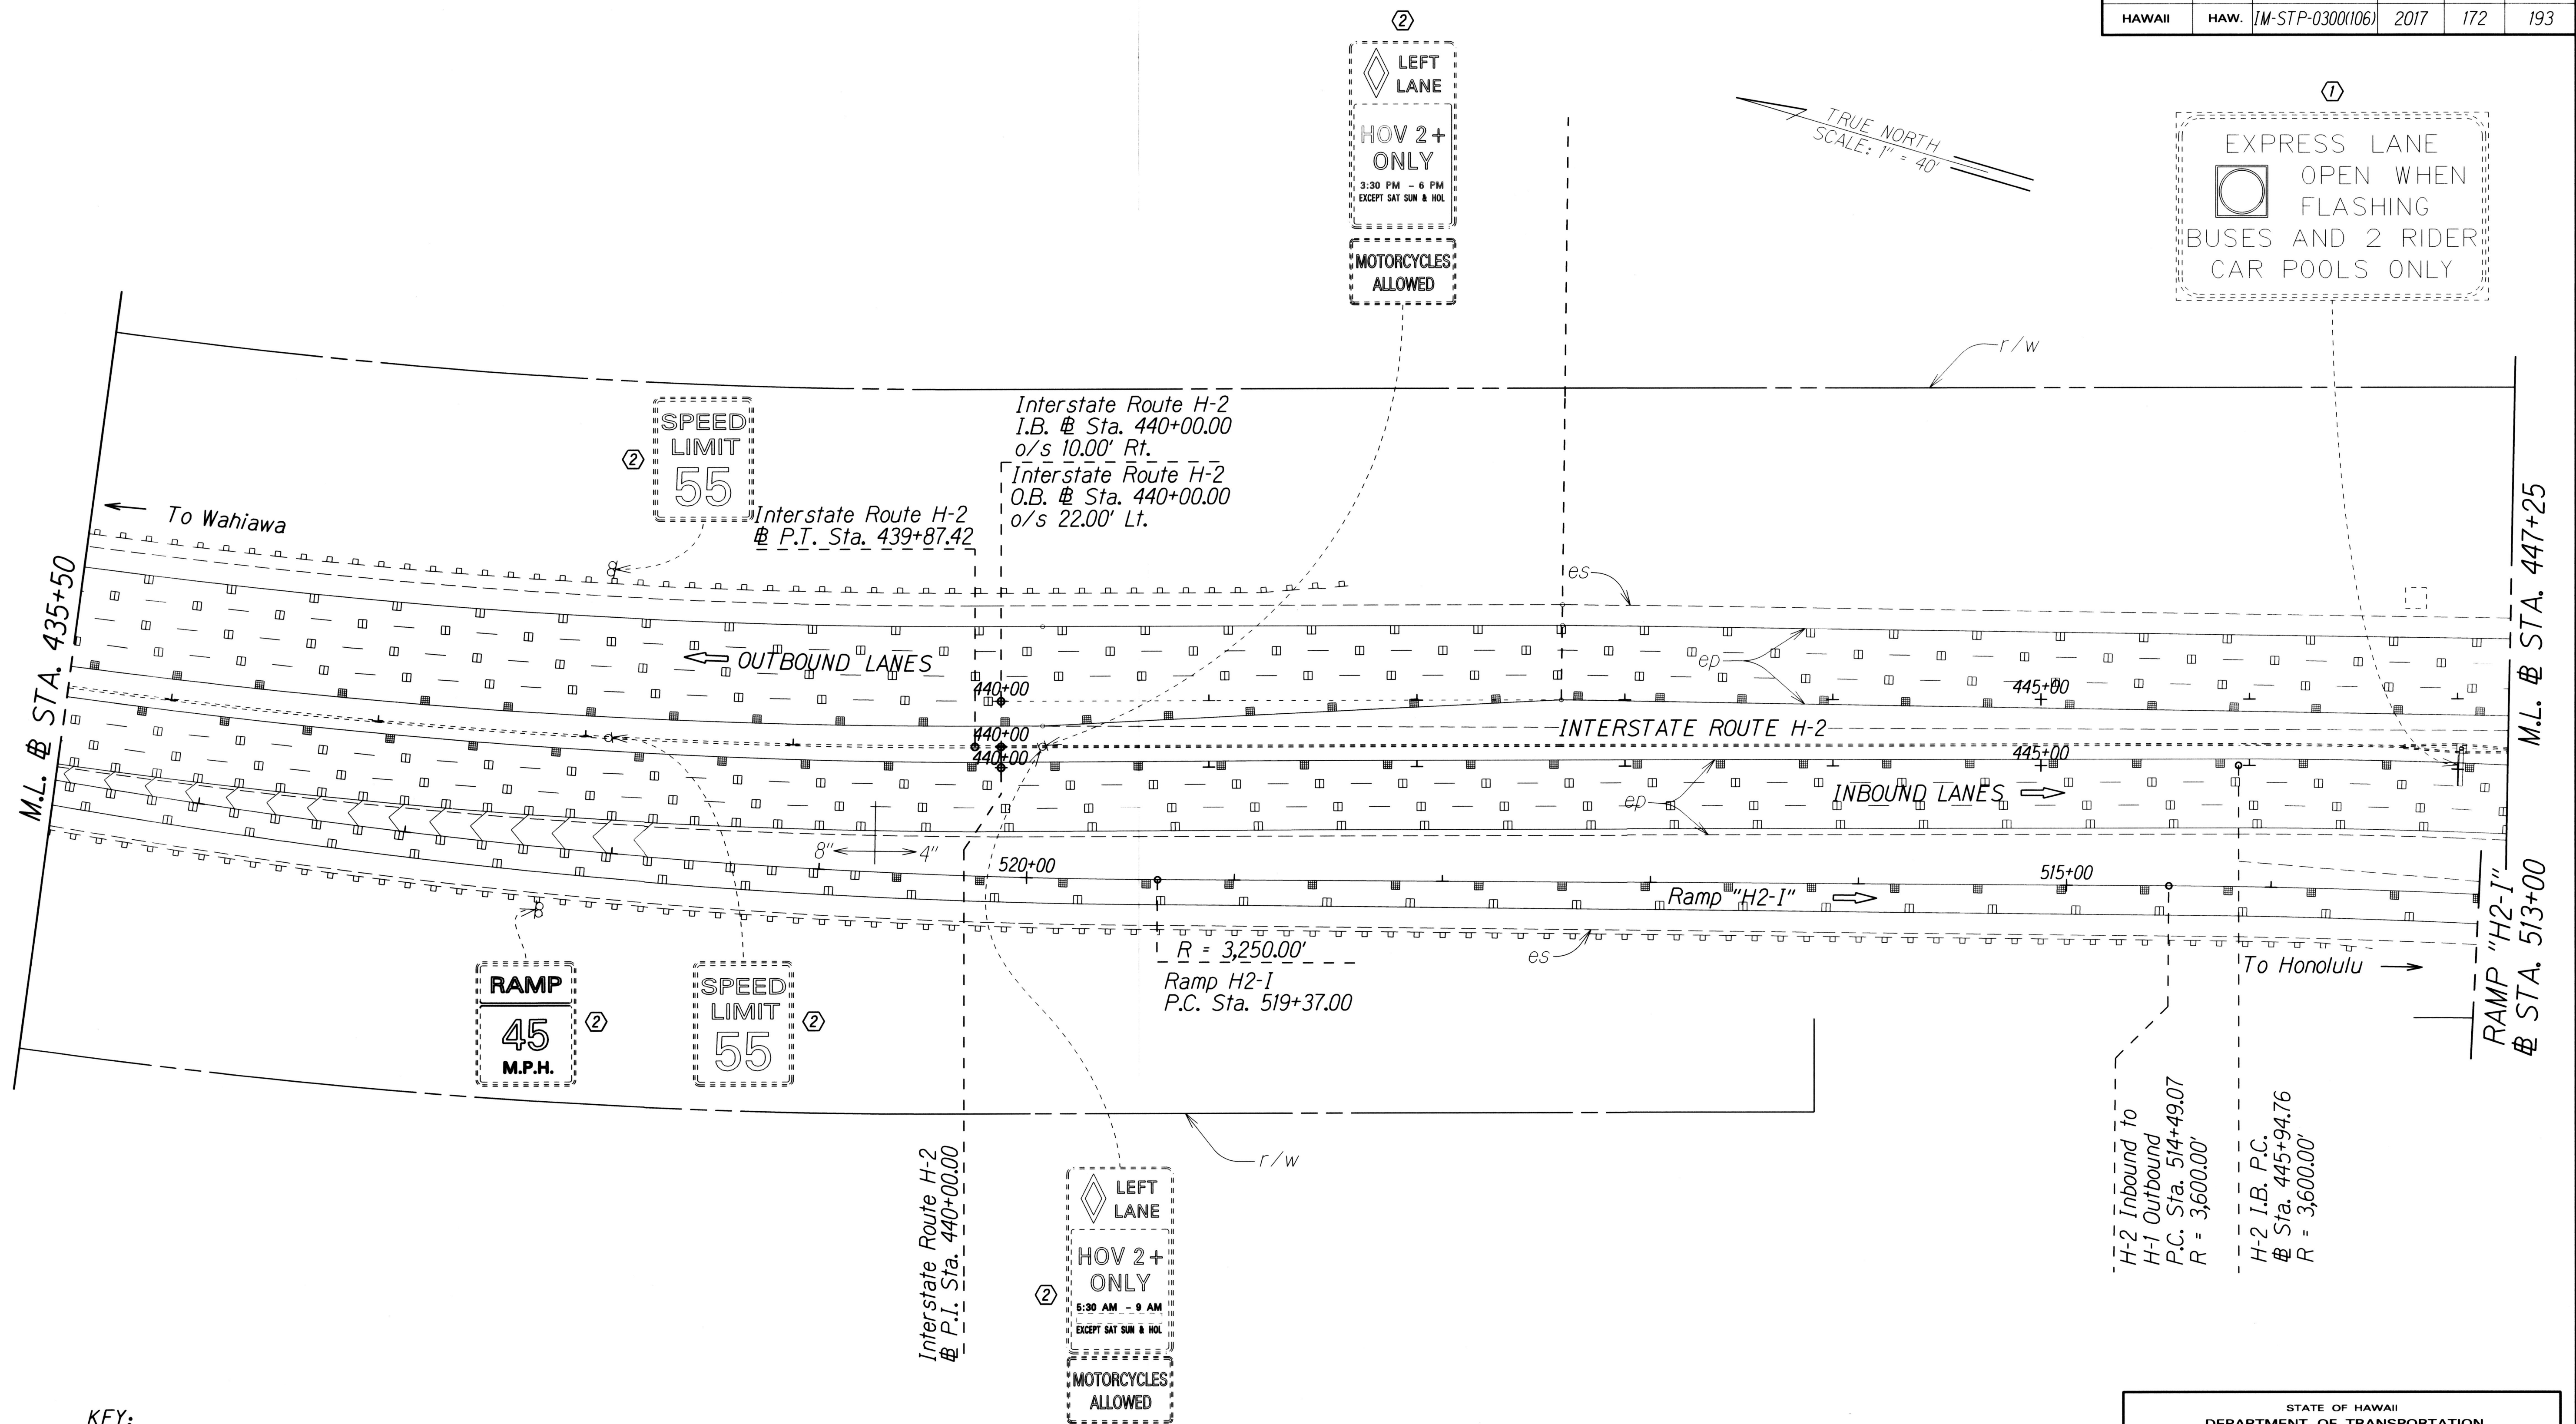 HAWAII HAW. IM-STP-0300(106) 2017 172 193
2
LEFT
LANE
HOV 2+
ONLY
3:30 PM - 6 PM
EXCEPT SAT SUN & HOL
MOTORCYCLES
ALLOWED
TRUE NORTH
SCALE: 1" = 40'
1
EXPRESS LANE
OPEN WHEN
FLASHING
BUSES AND 2 RIDER
CAR POOLS ONLY
r/w
SPEED
LIMIT
55
2
Interstate Route H-2
I.B. ⅊ Sta. 440+00.00
o/s 10.00' Rt.
Interstate Route H-2
O.B. ⅊ Sta. 440+00.00
o/s 22.00' Lt.
Interstate Route H-2
⅊ P.T. Sta. 439+87.42
To Wahiawa
M.L. ⅊ STA. 435+50
M.L. ⅊ STA. 447+25
es
ep
OUTBOUND LANES
440+00
445+00
INTERSTATE ROUTE H-2
440+00
440+00
445+00
ep
INBOUND LANES
8" 4"
520+00
515+00
Ramp "H2-I"
R = 3,250.00'
Ramp H2-I
P.C. Sta. 519+37.00
es
To Honolulu
RAMP "H2-I"
⅊ STA. 513+00
RAMP
45
M.P.H.
2
SPEED
LIMIT
55
2
Interstate Route H-2
⅊ P.I. Sta. 440+00.00
r/w
2
LEFT
LANE
HOV 2+
ONLY
5:30 AM - 9 AM
EXCEPT SAT SUN & HOL
MOTORCYCLES
ALLOWED
H-2 Inbound to
H-1 Outbound
P.C. Sta. 514+49.07
R = 3,600.00'
H-2 I.B. P.C.
⅊ Sta. 445+94.76
R = 3,600.00'
KEY:
STATE OF HAWAII
DEPARTMENT OF TRANSPORTATION